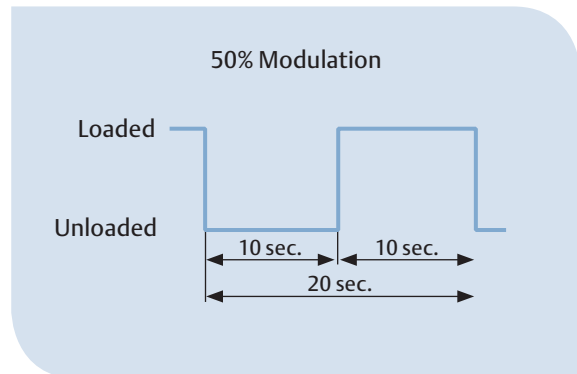 50% Modulation
Loaded
Unloaded
10 sec. 10 sec.
20 sec.